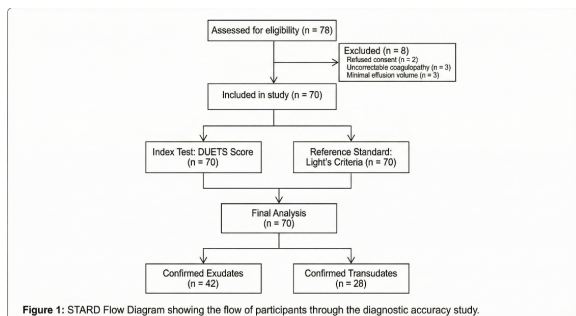 Assessed for eligibility (n = 78)
Excluded (n = 8)
Refused consent (n = 2)
Uncorrectable coagulopathy (n = 3)
Minimal effusion volume (n = 3)
Included in study (n = 70)
Index Test: DUETS Score
(n = 70)
Reference Standard:
Light's Criteria (n = 70)
Final Analysis
(n = 70)
Confirmed Exudates
(n = 42)
Confirmed Transudates
(n = 28)
Figure 1: STARD Flow Diagram showing the flow of participants through the diagnostic accuracy study.